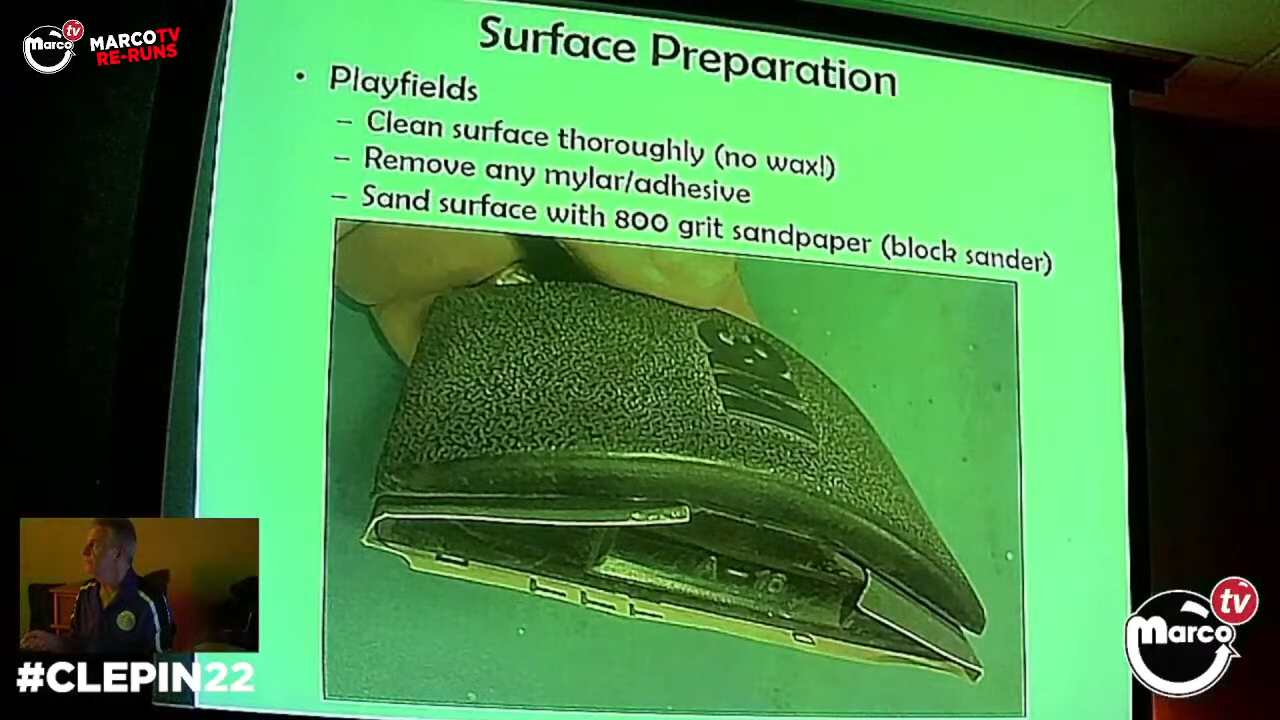 Marco tv
MARCO TV
RE-RUNS
Surface Preparation
• Playfields
– Clean surface thoroughly (no wax!)
– Remove any mylar/adhesive
– Sand surface with 800 grit sandpaper (block sander)
3M
#CLEPIN22
Marco tv